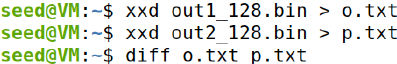 seed@VM:~$ xxd out1_128.bin > o.txt
seed@VM:~$ xxd out2_128.bin > p.txt
seed@VM:~$ diff o.txt p.txt